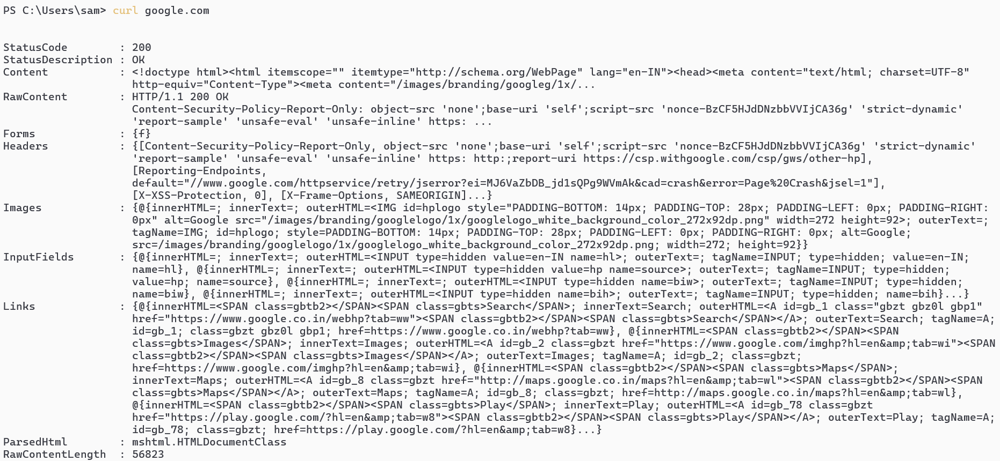 PS C:\Users\sam> curl google.com
StatusCode        : 200
StatusDescription : OK
Content           : <!doctype html><html itemscope="" itemtype="http://schema.org/WebPage" lang="en-IN"><head><meta content="text/html; charset=UTF-8"
                    http-equiv="Content-Type"><meta content="/images/branding/googleg/1x/...
RawContent        : HTTP/1.1 200 OK
                    Content-Security-Policy-Report-Only: object-src 'none';base-uri 'self';script-src 'nonce-BzCF5HJdDNzbbVVIjCA36g' 'strict-dynamic'
                    'report-sample' 'unsafe-eval' 'unsafe-inline' https: ...
Forms             : {f}
Headers           : {[Content-Security-Policy-Report-Only, object-src 'none';base-uri 'self';script-src 'nonce-BzCF5HJdDNzbbVVIjCA36g' 'strict-dynamic'
                    'report-sample' 'unsafe-eval' 'unsafe-inline' https: http:;report-uri https://csp.withgoogle.com/csp/gws/other-hp],
                    [Reporting-Endpoints,
                    default="//www.google.com/httpservice/retry/jserror?ei=MJ6VaZbDB_jd1sQPg9WVmAk&cad=crash&error=Page%20Crash&jsel=1"],
                    [X-XSS-Protection, 0], [X-Frame-Options, SAMEORIGIN]...}
Images            : {@{innerHTML=; innerText=; outerHTML=<IMG id=hplogo style="PADDING-BOTTOM: 14px; PADDING-TOP: 28px; PADDING-LEFT: 0px; PADDING-RIGHT:
                    0px" alt=Google src="/images/branding/googlelogo/1x/googlelogo_white_background_color_272x92dp.png" width=272 height=92>; outerText=;
                    tagName=IMG; id=hplogo; style=PADDING-BOTTOM: 14px; PADDING-TOP: 28px; PADDING-LEFT: 0px; PADDING-RIGHT: 0px; alt=Google;
                    src=/images/branding/googlelogo/1x/googlelogo_white_background_color_272x92dp.png; width=272; height=92}}
InputFields       : {@{innerHTML=; innerText=; outerHTML=<INPUT type=hidden value=en-IN name=hl>; outerText=; tagName=INPUT; type=hidden; value=en-IN;
                    name=hl}, @{innerHTML=; innerText=; outerHTML=<INPUT type=hidden value=hp name=source>; outerText=; tagName=INPUT; type=hidden;
                    value=hp; name=source}, @{innerHTML=; innerText=; outerHTML=<INPUT type=hidden name=biw>; outerText=; tagName=INPUT; type=hidden;
                    name=biw}, @{innerHTML=; innerText=; outerHTML=<INPUT type=hidden name=bih>; outerText=; tagName=INPUT; type=hidden; name=bih}...}
Links             : {@{innerHTML=<SPAN class=gbtb2></SPAN><SPAN class=gbts>Search</SPAN>; innerText=Search; outerHTML=<A id=gb_1 class="gbzt gbz0l gbp1"
                    href="https://www.google.co.in/webhp?tab=ww"><SPAN class=gbtb2></SPAN><SPAN class=gbts>Search</SPAN></A>; outerText=Search; tagName=A;
                    id=gb_1; class=gbzt gbz0l gbp1; href=https://www.google.co.in/webhp?tab=ww}, @{innerHTML=<SPAN class=gbtb2></SPAN><SPAN
                    class=gbts>Images</SPAN>; innerText=Images; outerHTML=<A id=gb_2 class=gbzt href="https://www.google.com/imghp?hl=en&amp;tab=wi"><SPAN
                    class=gbtb2></SPAN><SPAN class=gbts>Images</SPAN></A>; outerText=Images; tagName=A; id=gb_2; class=gbzt;
                    href=https://www.google.com/imghp?hl=en&amp;tab=wi}, @{innerHTML=<SPAN class=gbtb2></SPAN><SPAN class=gbts>Maps</SPAN>;
                    innerText=Maps; outerHTML=<A id=gb_8 class=gbzt href="http://maps.google.co.in/maps?hl=en&amp;tab=wl"><SPAN class=gbtb2></SPAN><SPAN
                    class=gbts>Maps</SPAN></A>; outerText=Maps; tagName=A; id=gb_8; class=gbzt; href=http://maps.google.co.in/maps?hl=en&amp;tab=wl},
                    @{innerHTML=<SPAN class=gbtb2></SPAN><SPAN class=gbts>Play</SPAN>; innerText=Play; outerHTML=<A id=gb_78 class=gbzt
                    href="https://play.google.com/?hl=en&amp;tab=w8"><SPAN class=gbtb2></SPAN><SPAN class=gbts>Play</SPAN></A>; outerText=Play; tagName=A;
                    id=gb_78; class=gbzt; href=https://play.google.com/?hl=en&amp;tab=w8}...}
ParsedHtml        : mshtml.HTMLDocumentClass
RawContentLength  : 56823